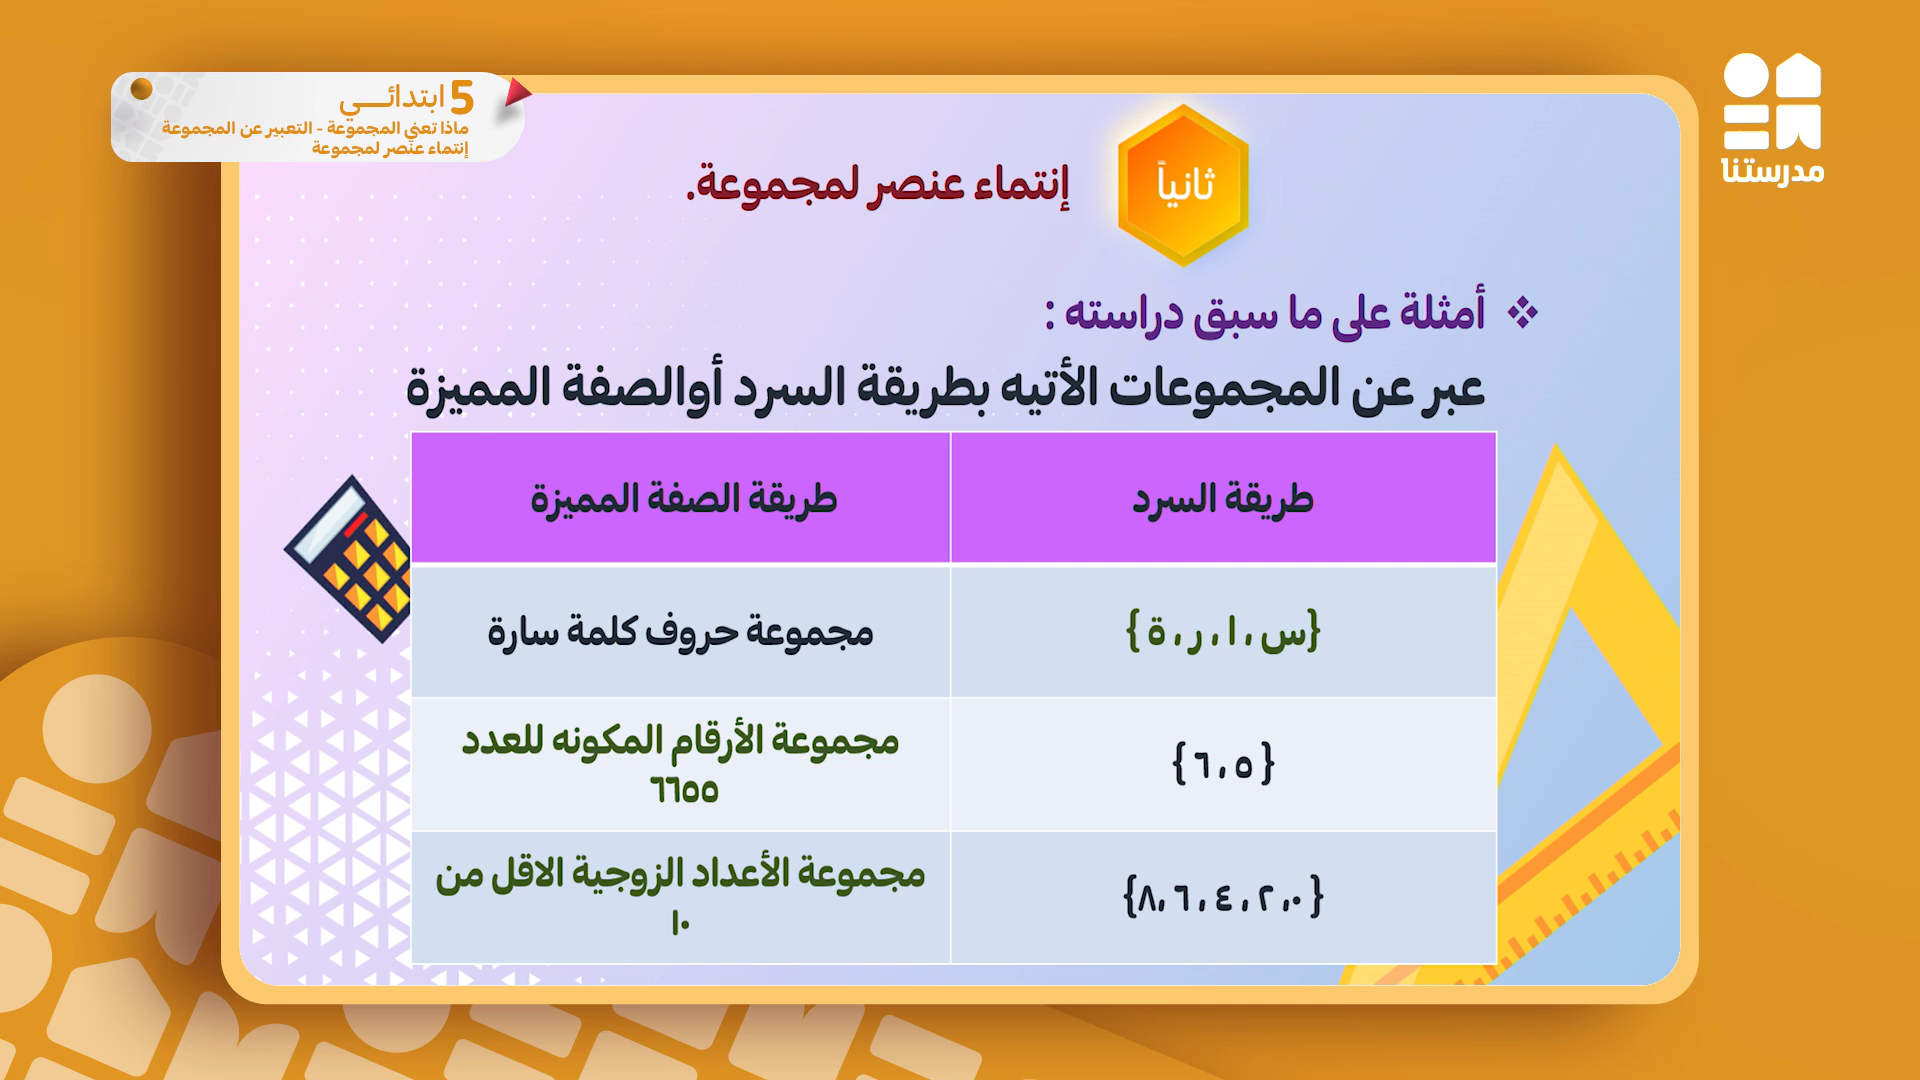 5 ابتدائـــي
ماذا تعني المجموعة - التعبير عن المجموعة
إنتماء عنصر لمجموعة
مدرستنا
ثانياً
إنتماء عنصر لمجموعة.
❖ أمثلة على ما سبق دراسته :
عبر عن المجموعات الأتيه بطريقة السرد أوالصفة المميزة
طريقة السرد
طريقة الصفة المميزة
{س ، ا ، ر ، ة }
مجموعة حروف كلمة سارة
{ ٥ ، ٦ }
مجموعة الأرقام المكونه للعدد
٦٦٥٥
{ ٠، ٢ ، ٤ ، ٦ ،٨}
مجموعة الأعداد الزوجية الاقل من
١٠